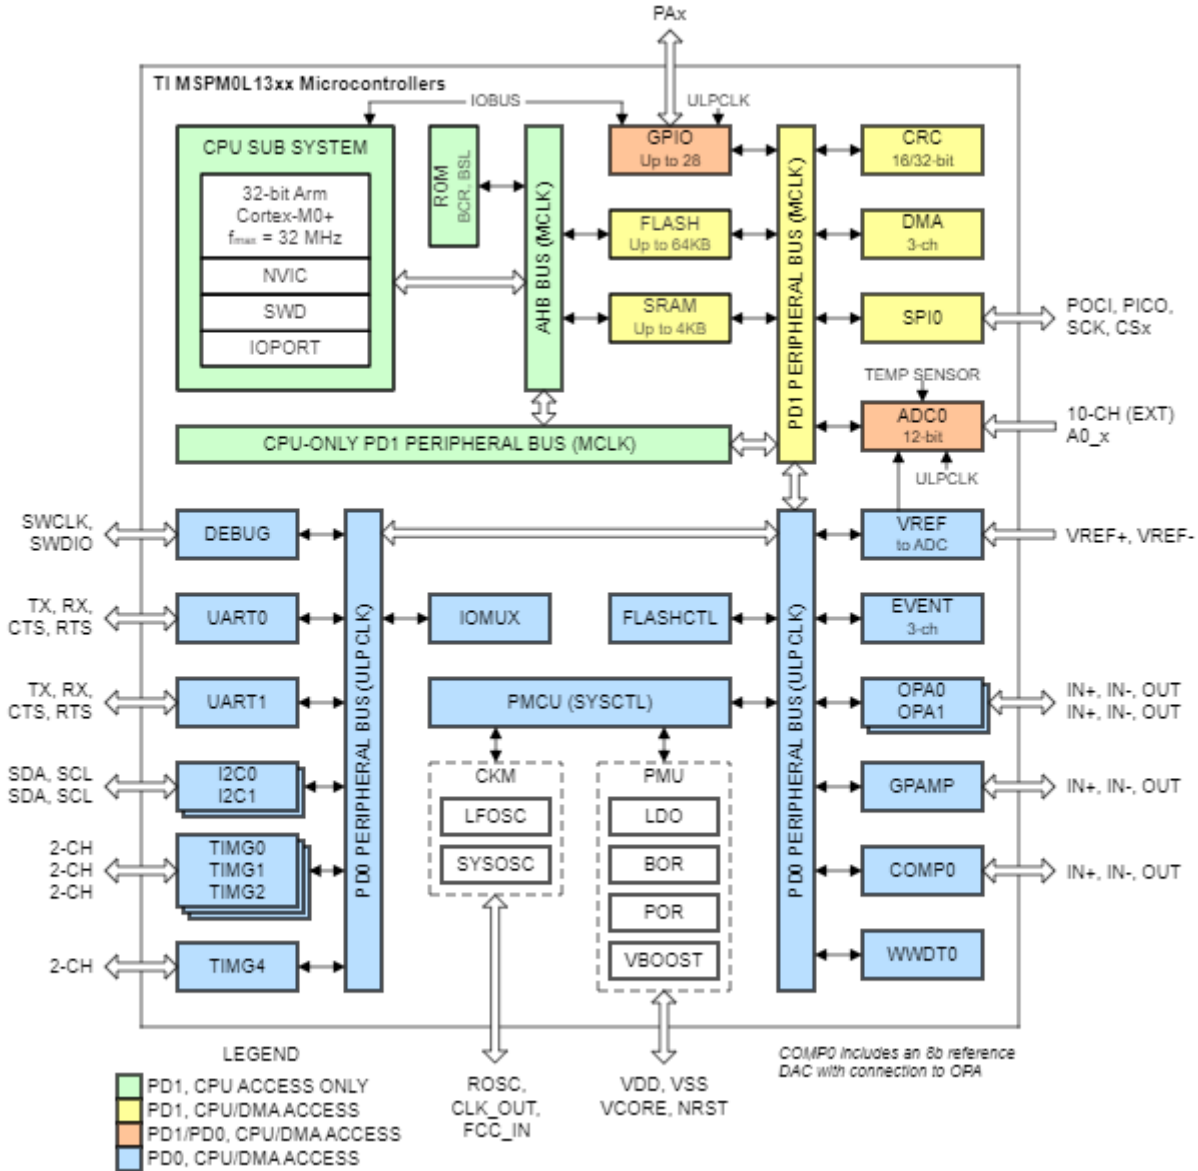 PAx
TI MSPM0L13xx Microcontrollers
IOBUS
ULPCLK
CPU SUB SYSTEM
32-bit Arm
Cortex-M0+
fmax = 32 MHz
NVIC
SWD
IOPORT
ROM
BCR, BSL
AHB BUS (MCLK)
GPIO
Up to 28
FLASH
Up to 64KB
SRAM
Up to 4KB
PD1 PERIPHERAL BUS (MCLK)
CRC
16/32-bit
DMA
3-ch
SPI0
POCI, PICO,
SCK, CSx
TEMP SENSOR
ADC0
12-bit
10-CH (EXT)
A0_x
ULPCLK
CPU-ONLY PD1 PERIPHERAL BUS (MCLK)
SWCLK,
SWDIO
DEBUG
TX, RX,
CTS, RTS
UART0
TX, RX,
CTS, RTS
UART1
SDA, SCL
SDA, SCL
I2C0
I2C1
2-CH
2-CH
2-CH
TIMG0
TIMG1
TIMG2
2-CH
TIMG4
PD0 PERIPHERAL BUS (ULPCLK)
IOMUX
FLASHCTL
PMCU (SYSCTL)
CKM
LFOSC
SYSOSC
PMU
LDO
BOR
POR
VBOOST
PD0 PERIPHERAL BUS (ULPCLK)
VREF
to ADC
VREF+, VREF-
EVENT
3-ch
OPA0
OPA1
IN+, IN-, OUT
IN+, IN-, OUT
GPAMP
IN+, IN-, OUT
COMP0
IN+, IN-, OUT
WWDT0
LEGEND
PD1, CPU ACCESS ONLY
PD1, CPU/DMA ACCESS
PD1/PD0, CPU/DMA ACCESS
PD0, CPU/DMA ACCESS
ROSC,
CLK_OUT,
FCC_IN
VDD, VSS
VCORE, NRST
COMP0 includes an 8b reference
DAC with connection to OPA